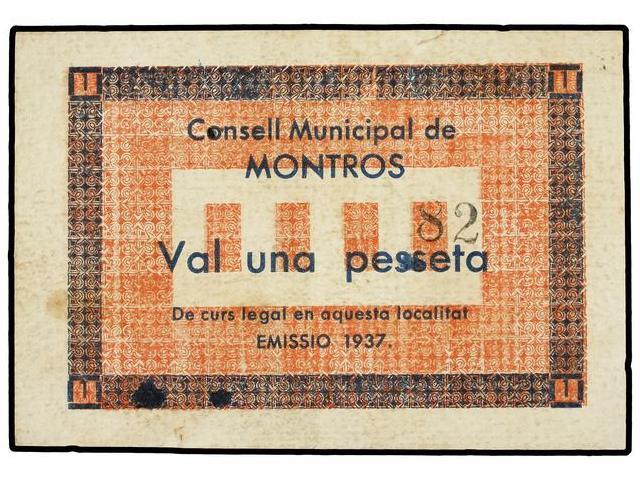 Consell Municipal de
MONTROS
82
Val una pesseta
De curs legal en aquesta localitat
EMISSIO 1937.